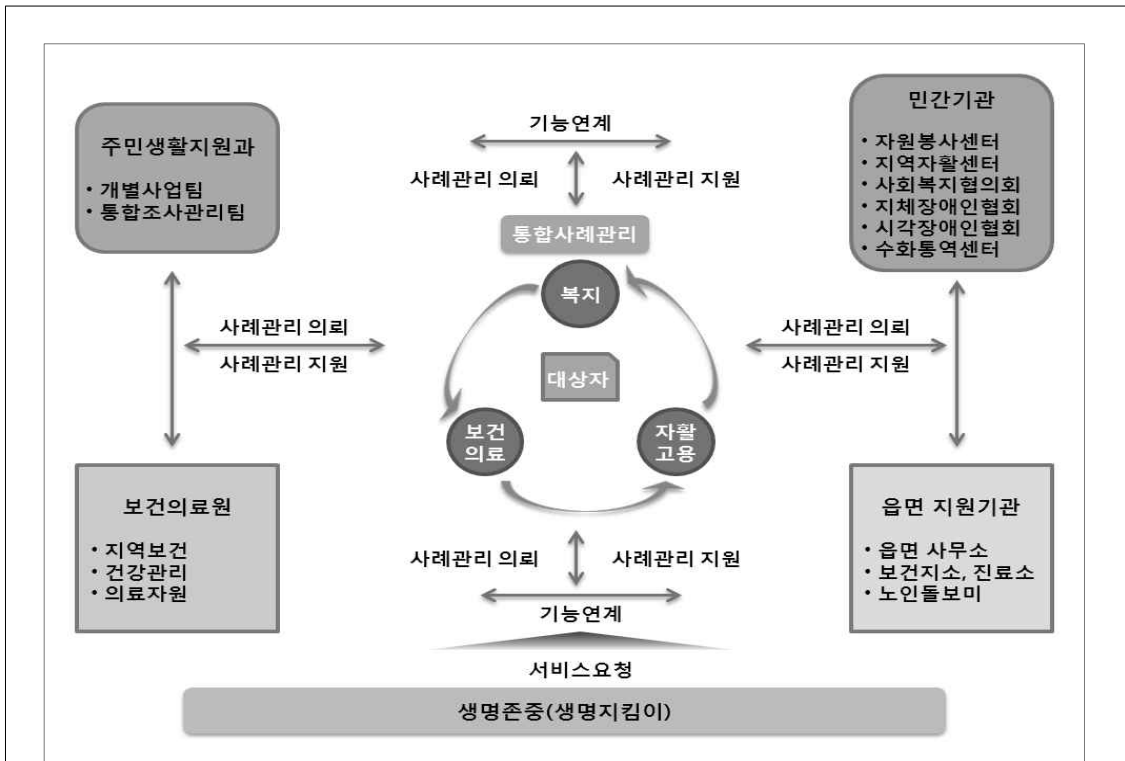 주민생활지원과
• 개별사업팀
• 통합조사관리팀
기능연계
사례관리 의뢰
사례관리 지원
민간기관
• 자원봉사센터
• 지역자활센터
• 사회복지협의회
• 지체장애인협회
• 시각장애인협회
• 수화통역센터
통합사례관리
복지
사례관리 의뢰
사례관리 지원
대상자
사례관리 의뢰
사례관리 지원
보건
의료
자활
고용
보건의료원
• 지역보건
• 건강관리
• 의료자원
사례관리 의뢰
사례관리 지원
기능연계
읍면 지원기관
• 읍면 사무소
• 보건지소, 진료소
• 노인돌보미
서비스요청
생명존중(생명지킴이)